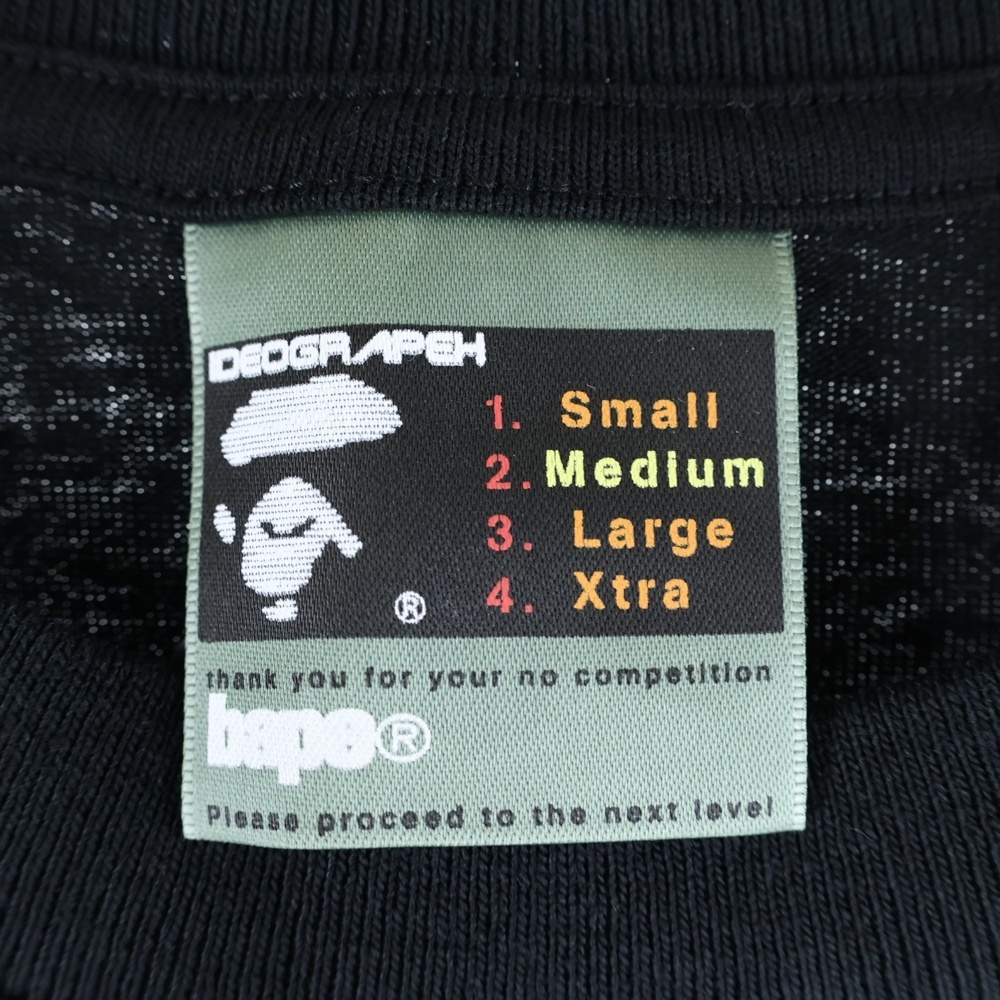 IDEOGRAPEH
1. Small
2. Medium
3. Large
4. Xtra
®
thank you for your no competition
bape®
Please proceed to the next level